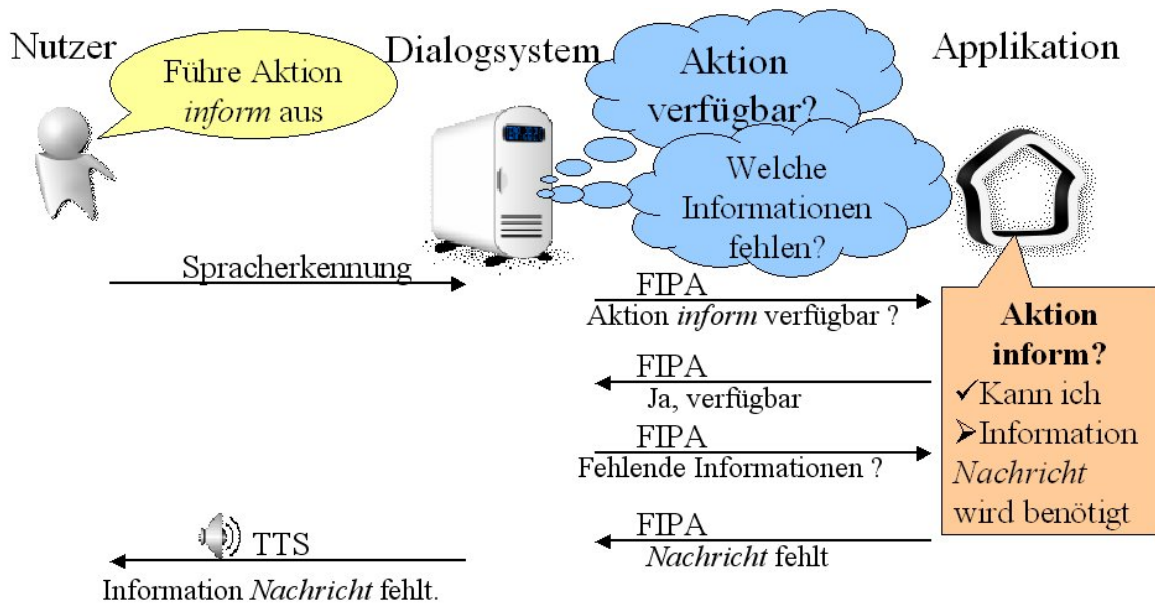 Nutzer
Dialogsystem
Applikation
Führe Aktion
inform aus
Aktion
verfügbar?
Welche
Informationen
fehlen?
Spracherkennung
FIPA
Aktion inform verfügbar ?
FIPA
Ja, verfügbar
FIPA
Fehlende Informationen ?
FIPA
Nachricht fehlt
Aktion
inform?
✓Kann ich
➢Information
Nachricht
wird benötigt
TTS
Information Nachricht fehlt.